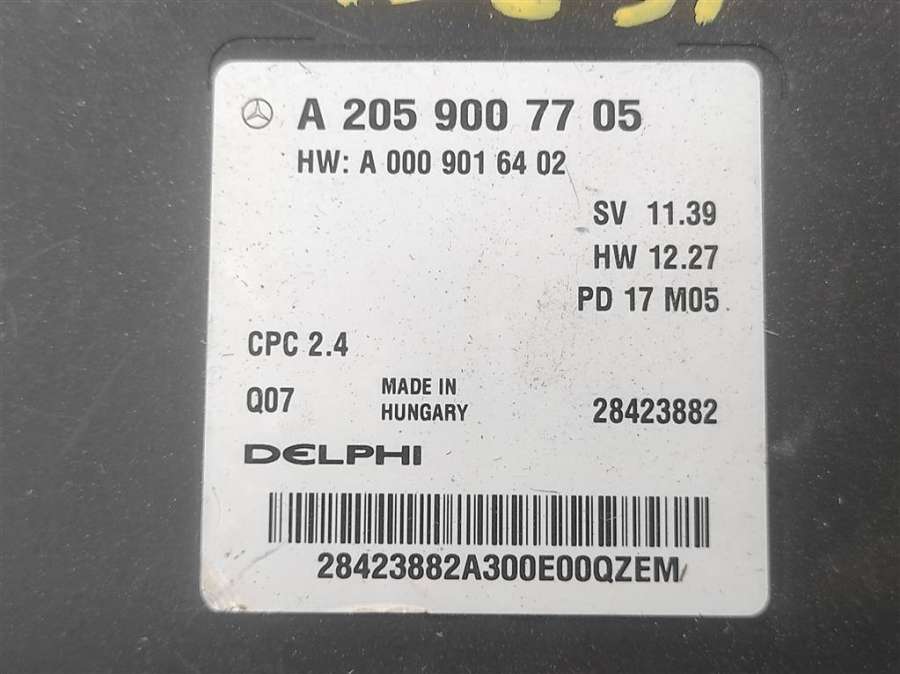 A 205 900 77 05
HW: A 000 901 64 02
SV 11.39
HW 12.27
PD 17 M05
CPC 2.4
Q07
MADE IN
HUNGARY
28423882
DELPHI
28423882A300E00QZEM